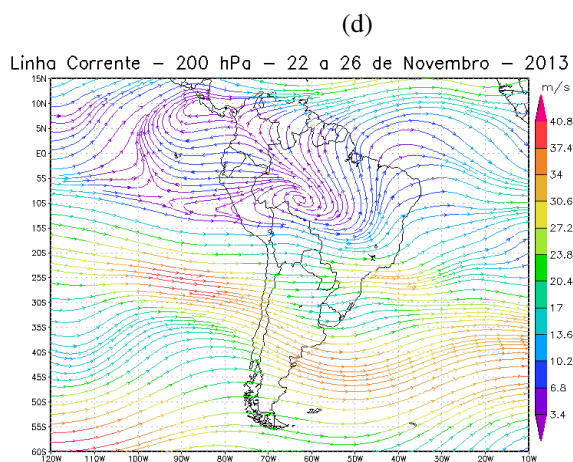 (d)
Linha Corrente – 200 hPa – 22 a 26 de Novembro – 2013
m/s
15N
10N
5N
EQ
5S
10S
15S
20S
25S
30S
35S
40S
45S
50S
55S
60S
40.8
37.4
34
30.6
27.2
23.8
20.4
17
13.6
10.2
6.8
3.4
120W 110W 100W 90W 80W 70W 60W 50W 40W 30W 20W 10W